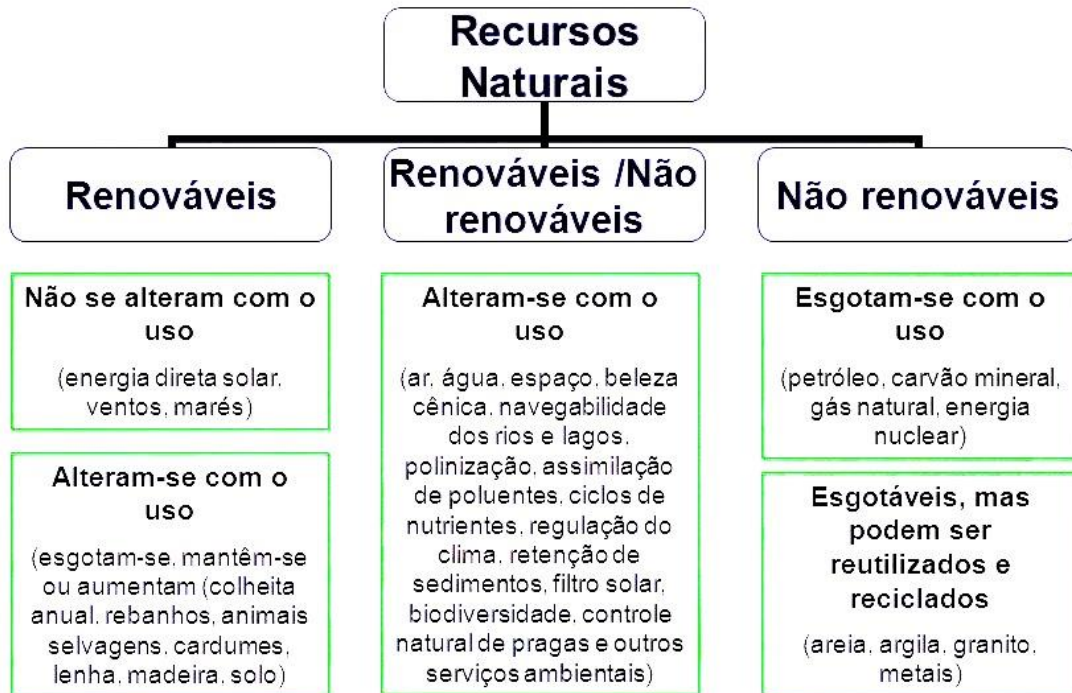 Recursos
Naturais
Renováveis
Renováveis /Não
renováveis
Não renováveis
Não se alteram com o
uso
(energia direta solar,
ventos, marés)
Alteram-se com o
uso
(esgotam-se, mantêm-se
ou aumentam (colheita
anual, rebanhos, animais
selvagens, cardumes,
lenha, madeira, solo)
Alteram-se com o
uso
(ar, água, espaço, beleza
cênica, navegabilidade
dos rios e lagos,
polinização, assimilação
de poluentes, ciclos de
nutrientes, regulação do
clima, retenção de
sedimentos, filtro solar,
biodiversidade, controle
natural de pragas e outros
serviços ambientais)
Esgotam-se com o
uso
(petróleo, carvão mineral,
gás natural, energia
nuclear)
Esgotáveis, mas
podem ser
reutilizados e
reciclados
(areia, argila, granito,
metais)